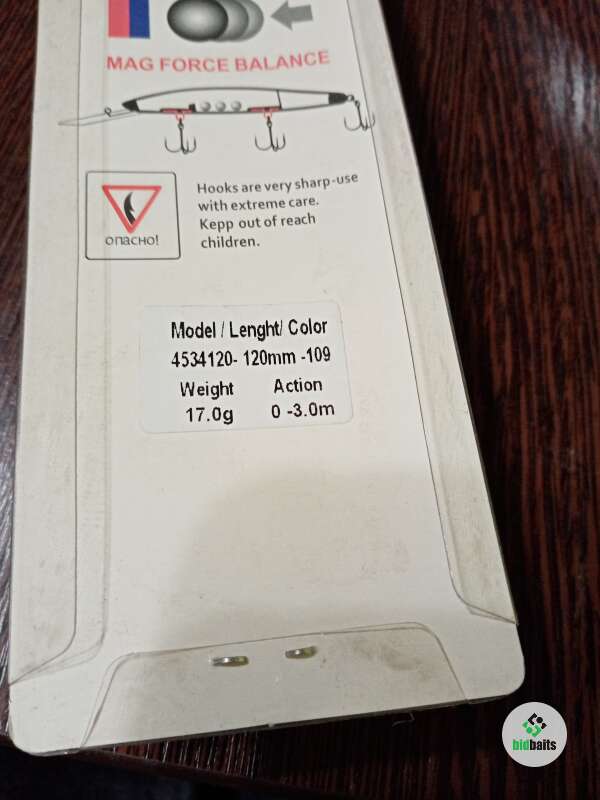 MAG FORCE BALANCE
Hooks are very sharp-use
with extreme care.
Kepp out of reach
children.
ОПАСНО!
Model / Lenght/ Color
4534120- 120mm -109
Weight Action
17.0g 0 -3.0m
bidbaits